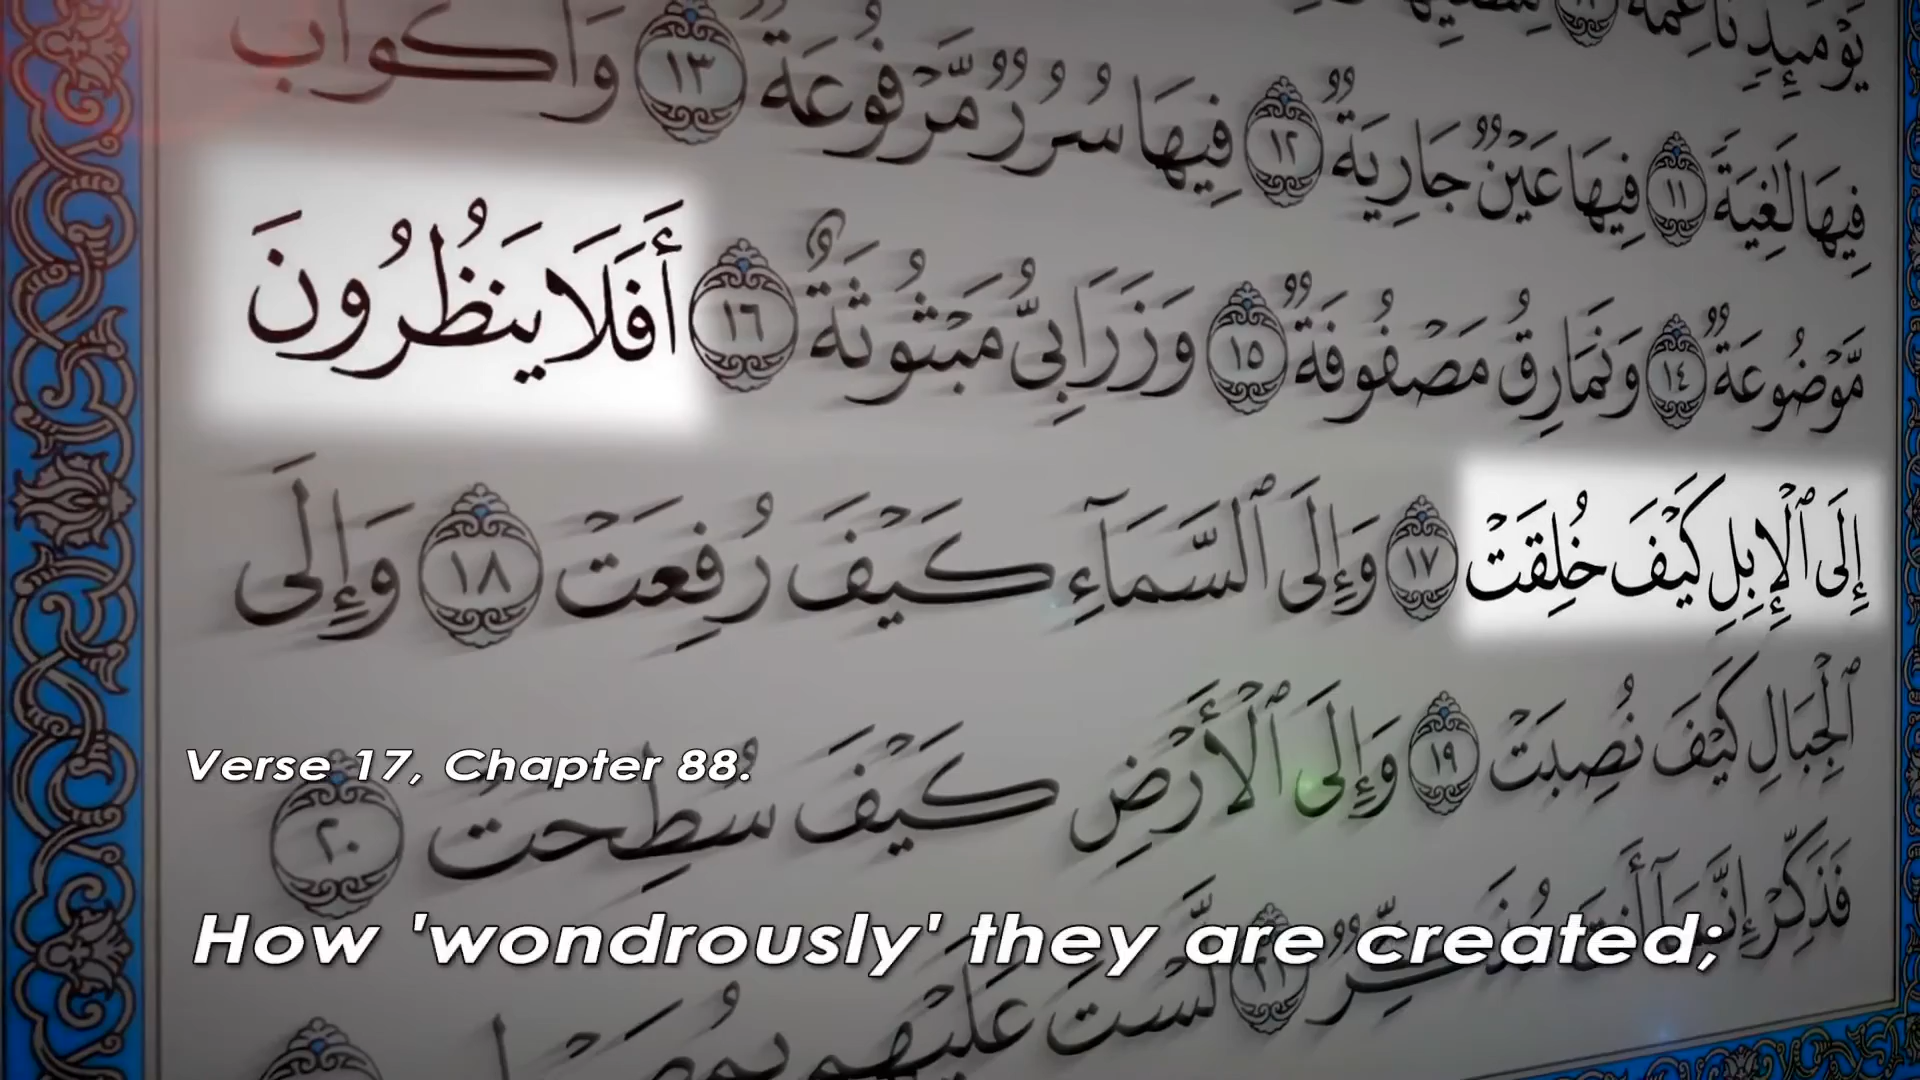 يَوْمَئِذٍ نَّاعِمَةٌ
فِيهَا لَٰغِيَةً ١١ فِيهَا عَيْنٌ جَارِيَةٌ ١٢ فِيهَا سُرُرٌ مَّرْفُوعَةٌ ١٣ وَأَكْوَابٌ
مَّوْضُوعَةٌ ١٤ وَنَمَارِقُ مَصْفُوفَةٌ ١٥ وَزَرَابِيُّ مَبْثُوثَةٌ ١٦ أَفَلَا يَنظُرُونَ
إِلَى ٱلْإِبِلِ كَيْفَ خُلِقَتْ ١٧ وَإِلَى ٱلسَّمَآءِ كَيْفَ رُفِعَتْ ١٨ وَإِلَى
ٱلْجِبَالِ كَيْفَ نُصِبَتْ ١٩ وَإِلَى ٱلْأَرْضِ كَيْفَ سُطِحَتْ ٢٠
Verse 17, Chapter 88.
فَذَكِّرْ إِنَّمَآ أَنتَ مُذَكِّرٌ ٢١ لَّسْتَ عَلَيْهِم
How 'wondrously' they are created;